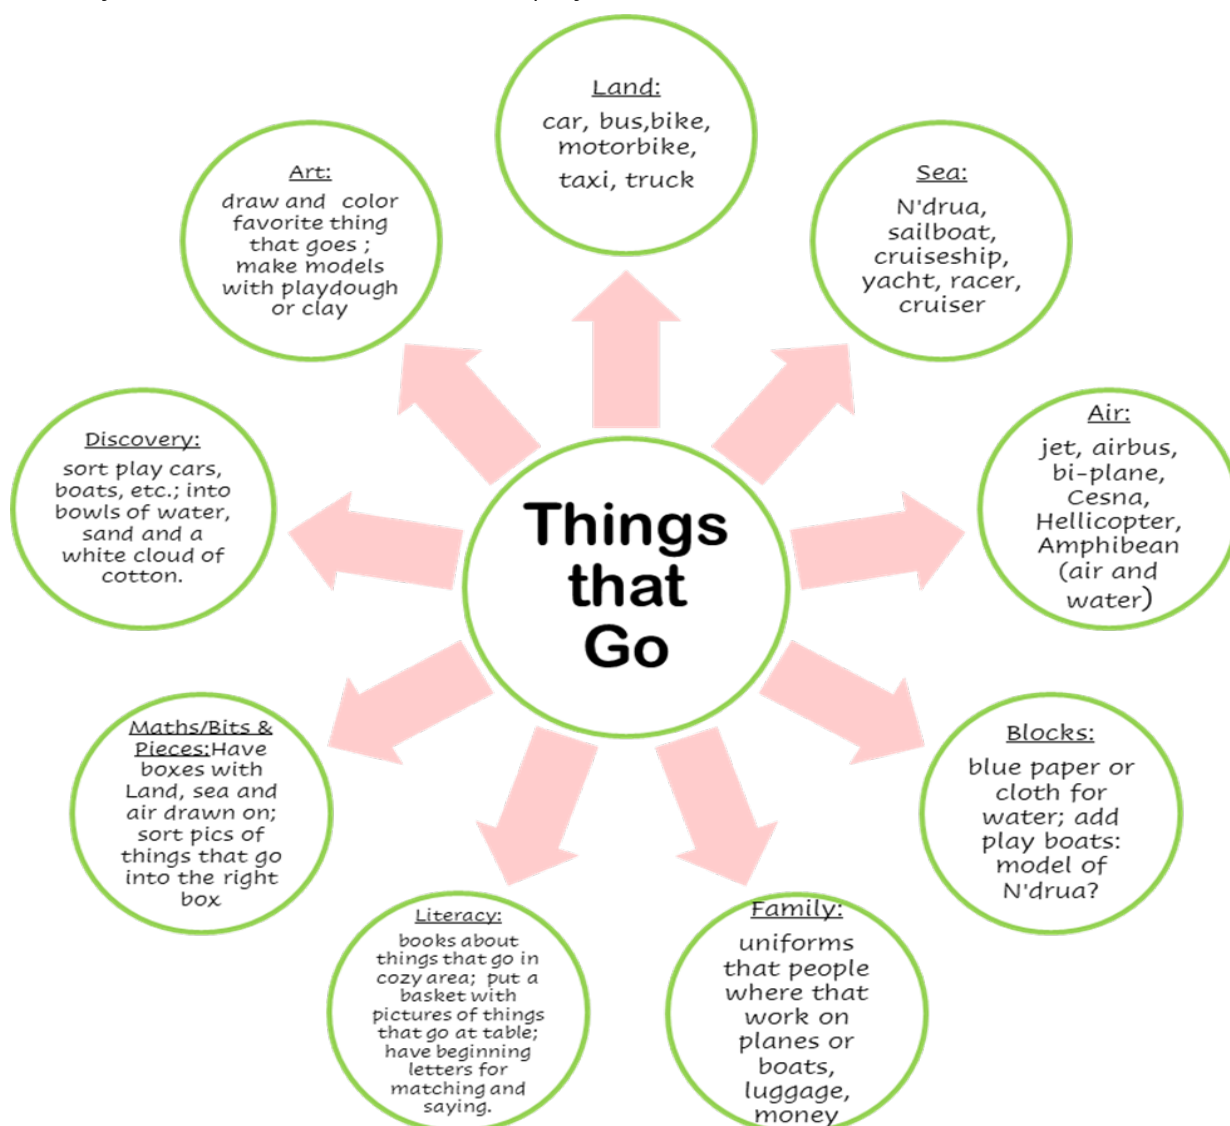 Things
that
Go
Land:
car, bus,bike,
motorbike,
taxi, truck
Sea:
N'drua,
sailboat,
cruiseship,
yacht, racer,
cruiser
Air:
jet, airbus,
bi-plane,
Cesna,
Hellicopter,
Amphibean
(air and
water)
Blocks:
blue paper or
cloth for
water; add
play boats:
model of
N'drua?
Family:
uniforms
that people
where that
work on
planes or
boats,
luggage,
money
Literacy:
books about
things that go in
cozy area; put a
basket with
pictures of things
that go at table;
have beginning
letters for
matching and
saying.
Maths/Bits &
Pieces:Have
boxes with
Land, sea and
air drawn on;
sort pics of
things that go
into the right
box
Discovery:
sort play cars,
boats, etc.; into
bowls of water,
sand and a
white cloud of
cotton.
Art:
draw and color
favorite thing
that goes ;
make models
with playdough
or clay